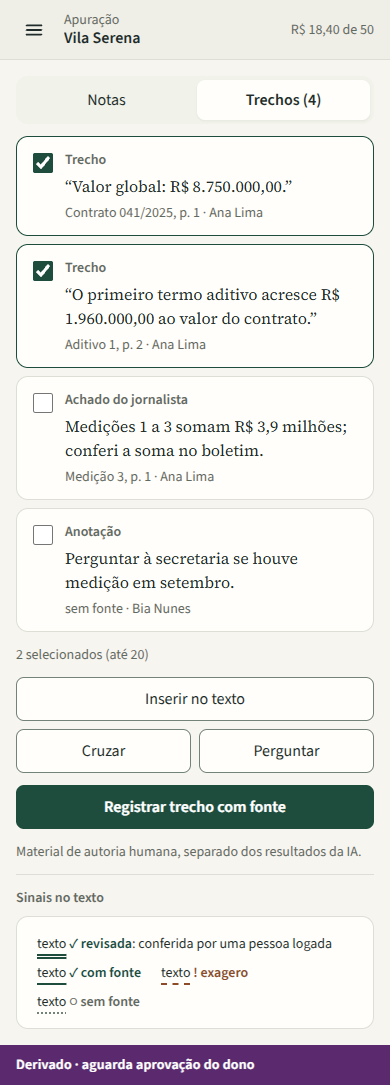 Apuração
Vila Serena
R$ 18,40 de 50
Notas
Trechos (4)
Trecho
“Valor global: R$ 8.750.000,00.”
Contrato 041/2025, p. 1 · Ana Lima
Trecho
“O primeiro termo aditivo acresce R$
1.960.000,00 ao valor do contrato.”
Aditivo 1, p. 2 · Ana Lima
Achado do jornalista
Medições 1 a 3 somam R$ 3,9 milhões;
conferi a soma no boletim.
Medição 3, p. 1 · Ana Lima
Anotação
Perguntar à secretaria se houve
medição em setembro.
sem fonte · Bia Nunes
2 selecionados (até 20)
Inserir no texto
Cruzar
Perguntar
Registrar trecho com fonte
Material de autoria humana, separado dos resultados da IA.
Sinais no texto
texto ✓ revisada: conferida por uma pessoa logada
texto ✓ com fonte texto ! exagero
texto ○ sem fonte
Derivado · aguarda aprovação do dono